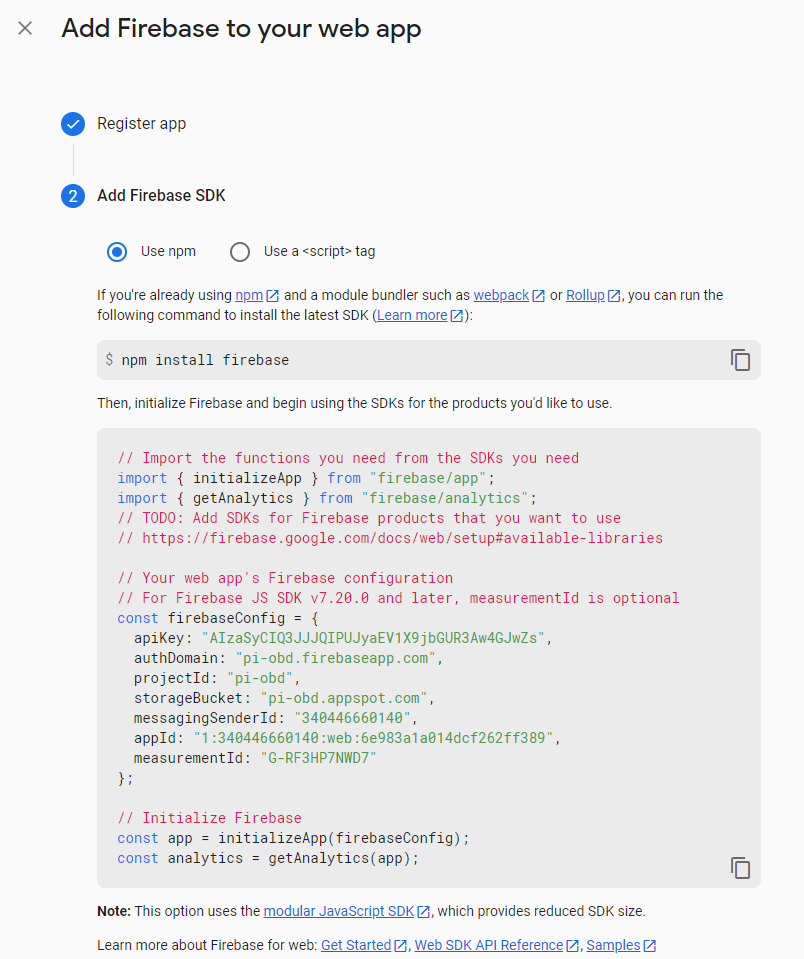 Add Firebase to your web app
Register app
2 Add Firebase SDK
Use npm Use a <script> tag
If you're already using npm and a module bundler such as webpack or Rollup, you can run the
following command to install the latest SDK (Learn more):
$ npm install firebase
Then, initialize Firebase and begin using the SDKs for the products you'd like to use.
// Import the functions you need from the SDKs you need
import { initializeApp } from "firebase/app";
import { getAnalytics } from "firebase/analytics";
// TODO: Add SDKs for Firebase products that you want to use
// https://firebase.google.com/docs/web/setup#available-libraries
// Your web app's Firebase configuration
// For Firebase JS SDK v7.20.0 and later, measurementId is optional
const firebaseConfig = {
apiKey: "AIzaSyCIQ3JJJQIPUJyaEV1X9jbGUR3Aw4GJwZs",
authDomain: "pi-obd.firebaseapp.com",
projectId: "pi-obd",
storageBucket: "pi-obd.appspot.com",
messagingSenderId: "340446660140",
appId: "1:340446660140:web:6e983a1a014dcf262ff389",
measurementId: "G-RF3HP7NWD7"
};
// Initialize Firebase
const app = initializeApp(firebaseConfig);
const analytics = getAnalytics(app);
Note: This option uses the modular JavaScript SDK, which provides reduced SDK size.
Learn more about Firebase for web: Get Started, Web SDK API Reference, Samples